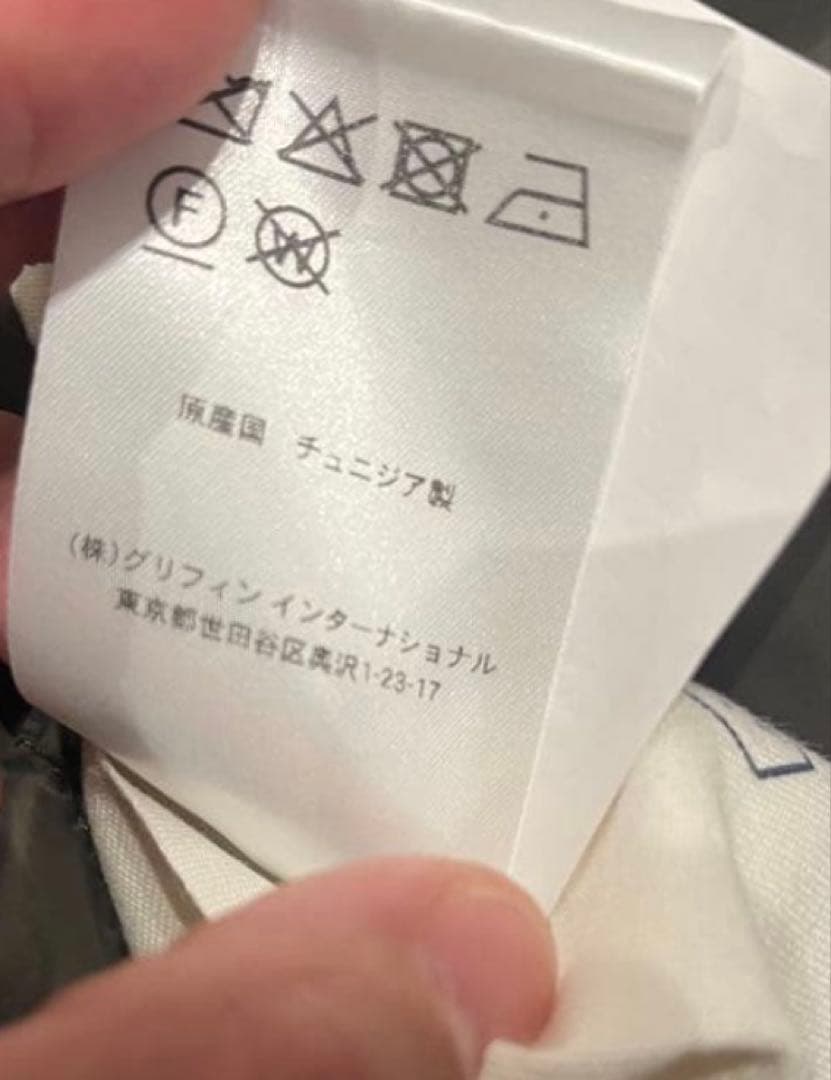 F W
原産国 チュニジア製
(株)グリフィン インターナショナル
東京都世田谷区奥沢1-23-17